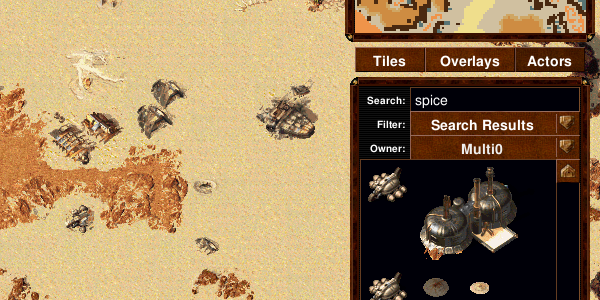 Tiles Overlays Actors
Search: spice
Filter: Search Results
Owner: Multi0